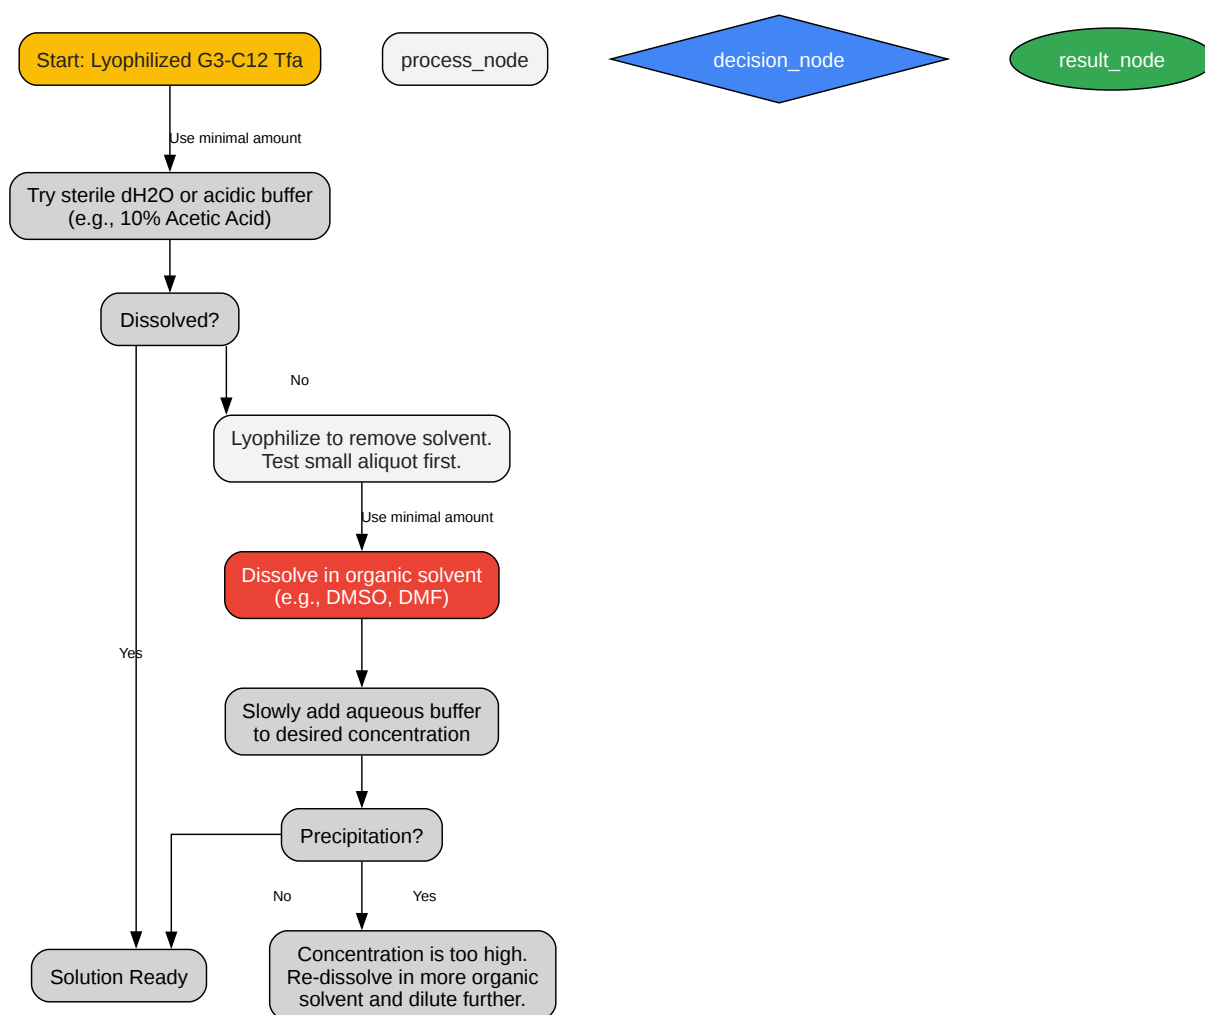 Start: Lyophilized G3-C12 Tfa
process_node
decision_node
result_node
Use minimal amount
Try sterile dH2O or acidic buffer
(e.g., 10% Acetic Acid)
Dissolved?
No
Lyophilize to remove solvent.
Test small aliquot first.
Use minimal amount
Dissolve in organic solvent
(e.g., DMSO, DMF)
Yes
Slowly add aqueous buffer
to desired concentration
Precipitation?
No
Yes
Solution Ready
Concentration is too high.
Re-dissolve in more organic
solvent and dilute further.